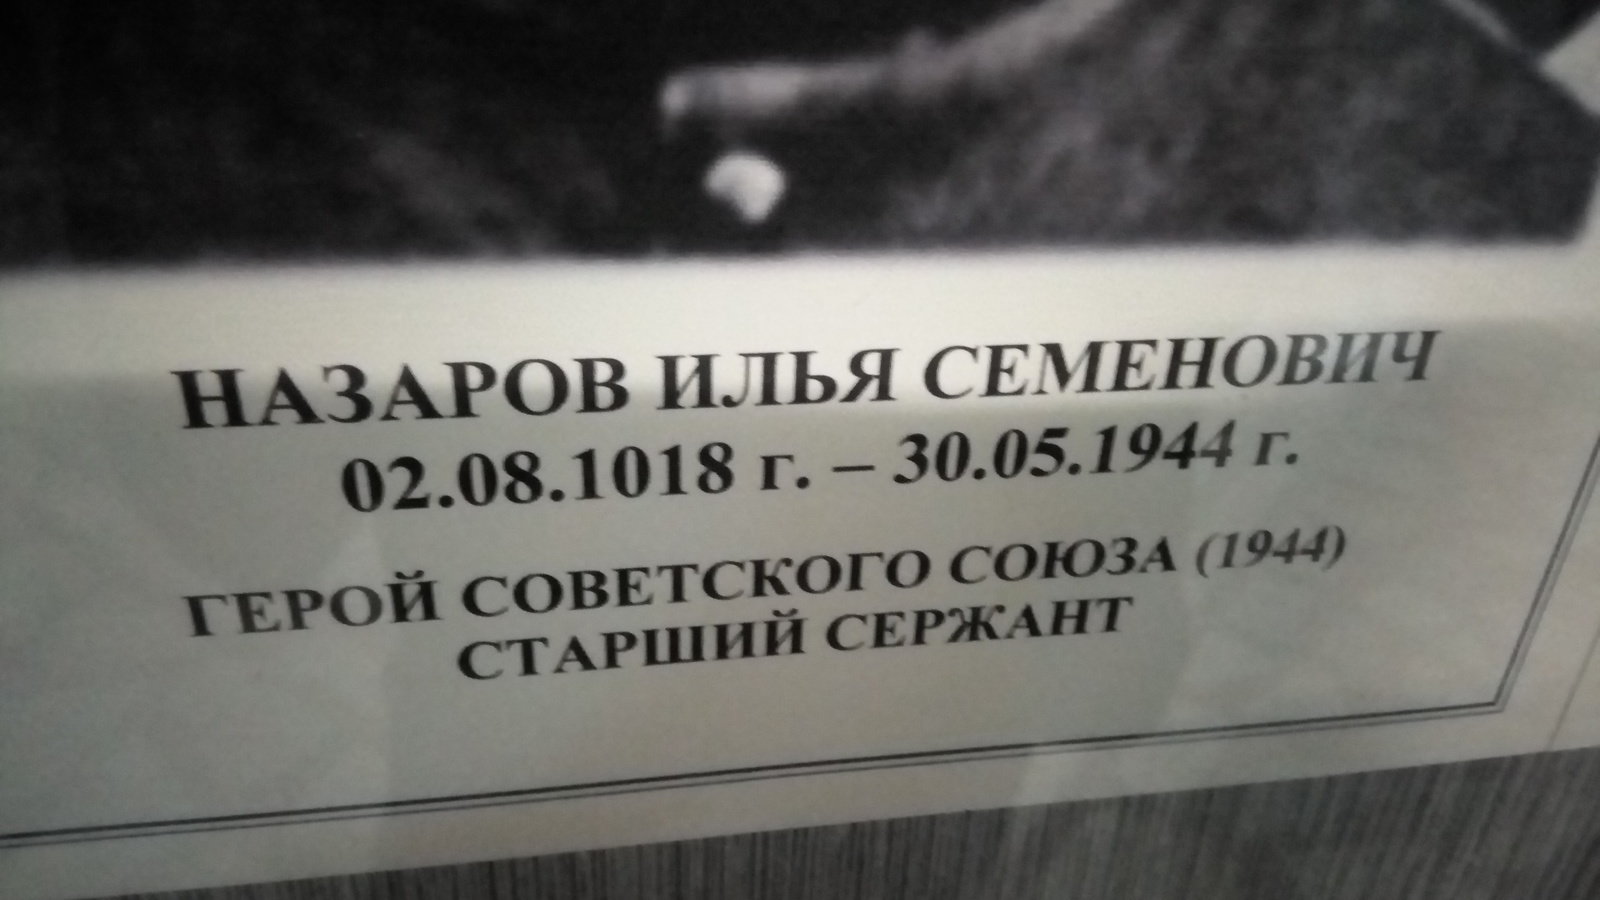 НАЗАРОВ ИЛЬЯ СЕМЕНОВИЧ
02.08.1018 г. – 30.05.1944 г.
ГЕРОЙ СОВЕТСКОГО СОЮЗА (1944)
СТАРШИЙ СЕРЖАНТ